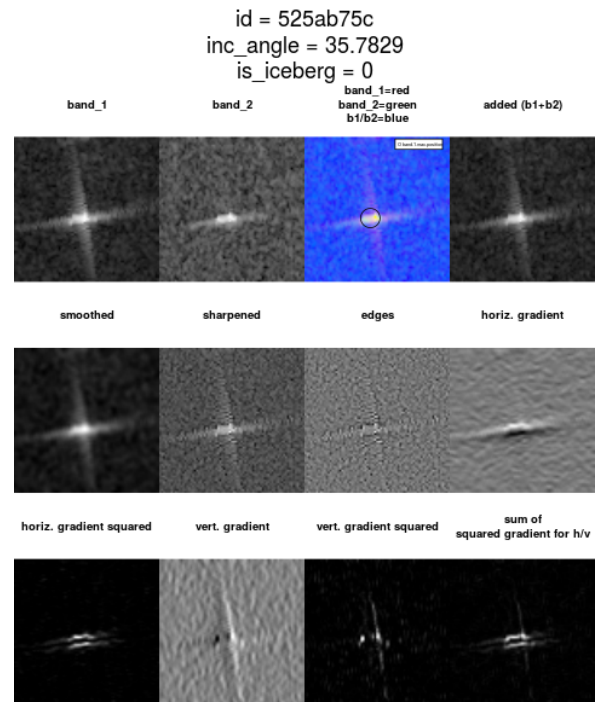 id = 525ab75c
inc_angle = 35.7829
is_iceberg = 0
band_1
band_2
band_1=red
band_2=green
b1/b2=blue
added (b1+b2)
smoothed
sharpened
edges
horiz. gradient
horiz. gradient squared
vert. gradient
vert. gradient squared
sum of
squared gradient for h/v